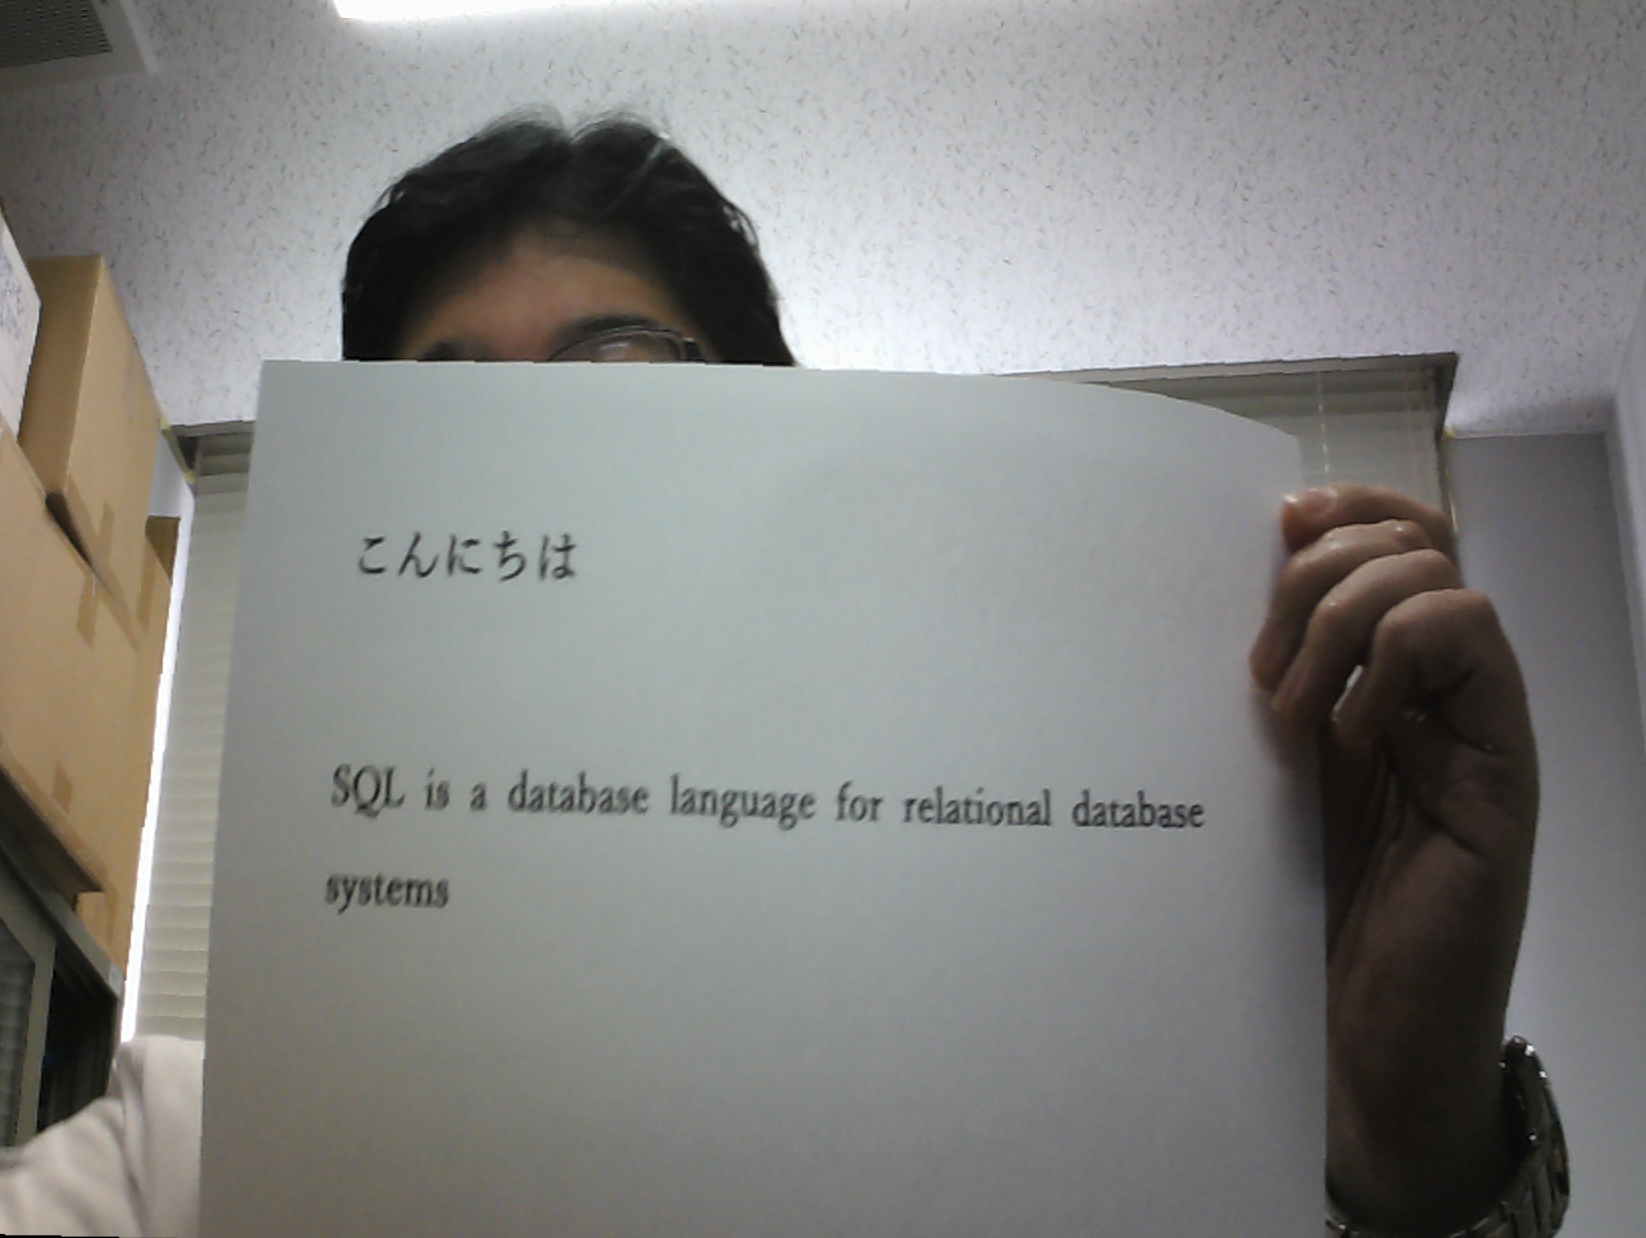 こんにちは
SQL is a database language for relational database
systems